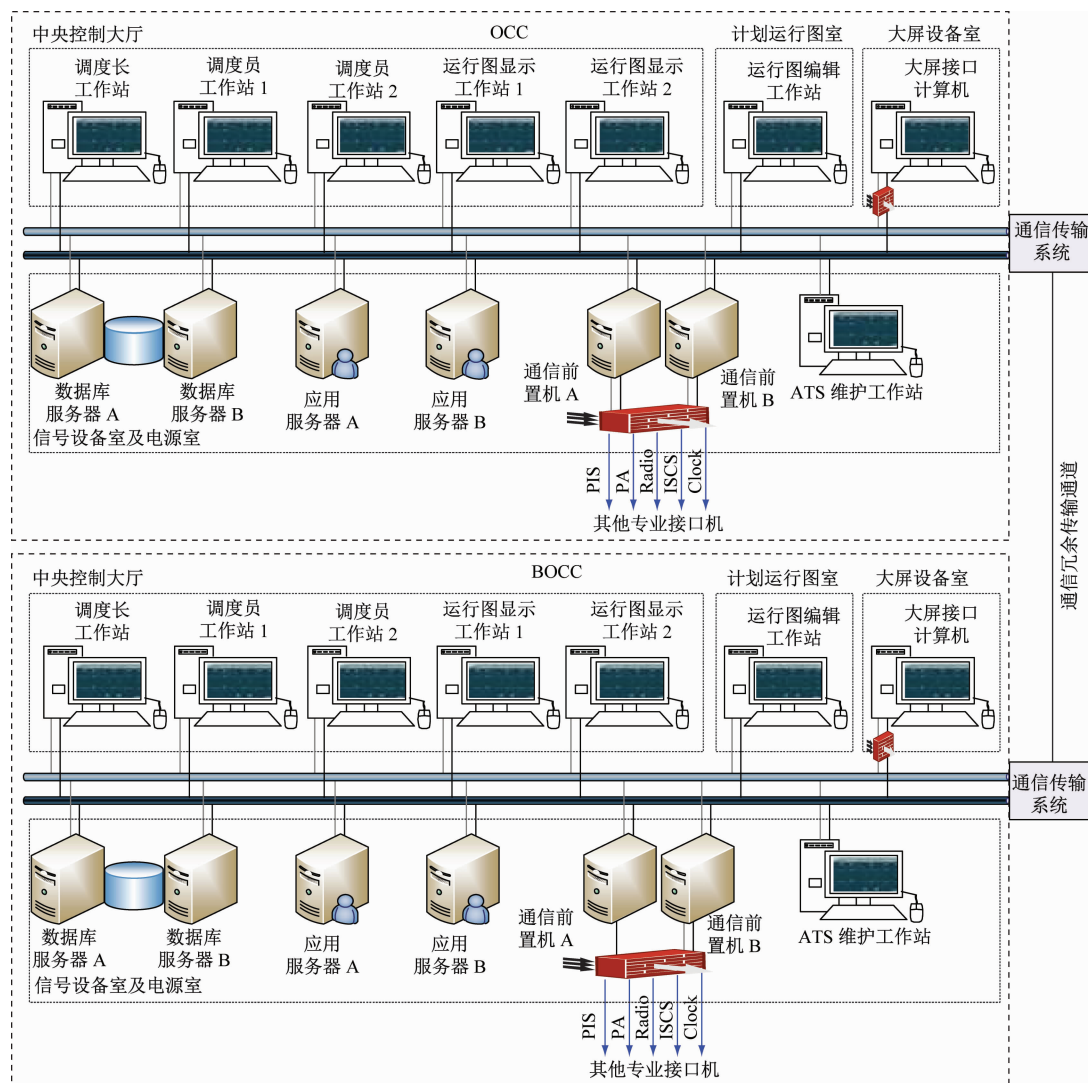 中央控制大厅
OCC
计划运行图室
大屏设备室
调度长
工作站
调度员
工作站 1
调度员
工作站 2
运行图显示
工作站 1
运行图显示
工作站 2
运行图编辑
工作站
大屏接口
计算机
通信传输
系统
数据库
服务器 A
数据库
服务器 B
应用
服务器 A
应用
服务器 B
通信前
置机 A
通信前
置机 B
ATS 维护工作站
信号设备室及电源室
PIS
PA
Radio
ISCS
Clock
其他专业接口机
通信冗余传输通道
中央控制大厅
BOCC
计划运行图室
大屏设备室
调度长
工作站
调度员
工作站 1
调度员
工作站 2
运行图显示
工作站 1
运行图显示
工作站 2
运行图编辑
工作站
大屏接口
计算机
通信传输
系统
数据库
服务器 A
数据库
服务器 B
应用
服务器 A
应用
服务器 B
通信前
置机 A
通信前
置机 B
ATS 维护工作站
信号设备室及电源室
PIS
PA
Radio
ISCS
Clock
其他专业接口机